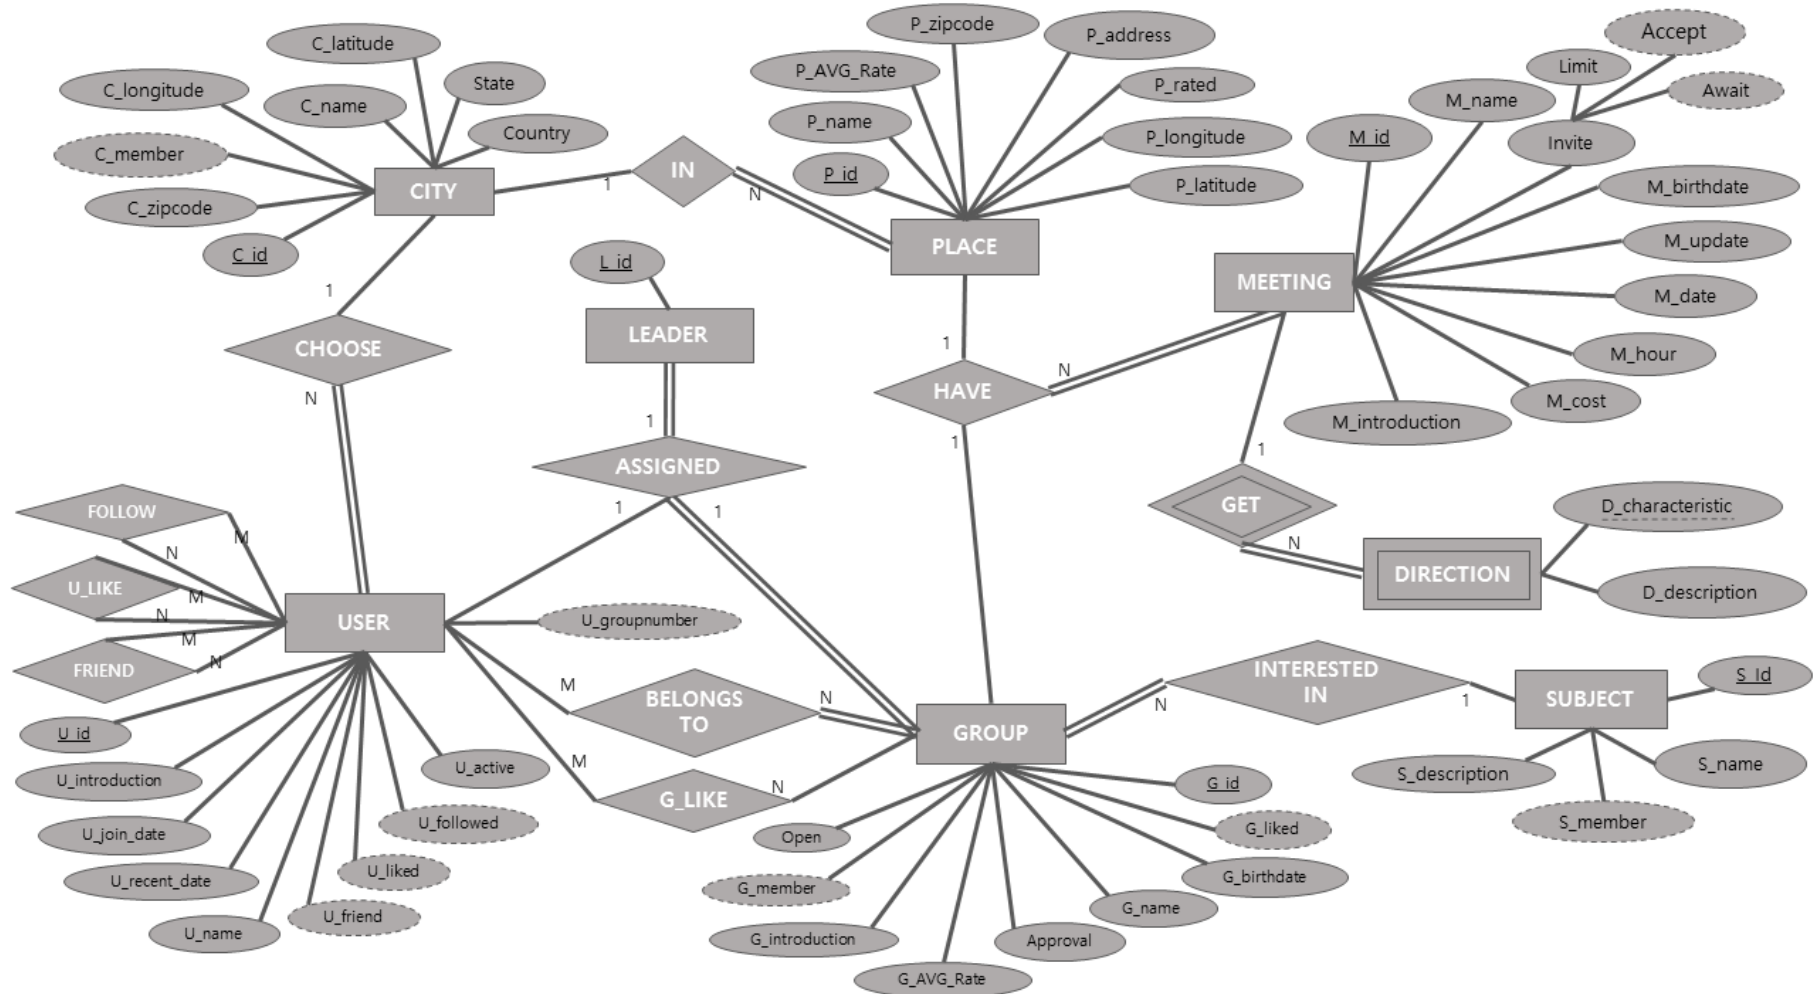 P_zipcode
P_address
Accept
C_latitude
Limit
P_AVG_Rate
State
P_rated
C_longitude
Await
C_name
M_name
P_name
Country
P_longitude
M_id
Invite
C_member
IN
P_id
P_latitude
M_birthdate
1
CITY
N
C_zipcode
M_update
PLACE
C_id
L_id
MEETING
1
M_date
LEADER
1
CHOOSE
M_hour
N
HAVE
N
M_cost
1
M_introduction
1
1
ASSIGNED
GET
1
1
D_characteristic
FOLLOW
M
N
N
DIRECTION
U_LIKE
M
D_description
N
USER
U_groupnumber
M
N
FRIEND
INTERESTED
IN
S_Id
M
N
BELONGS
TO
N
1
SUBJECT
U_id
GROUP
M
U_active
S_description
S_name
U_introduction
N
G_id
G_LIKE
U_followed
S_member
U_join_date
Open
G_liked
U_liked
U_recent_date
G_member
G_birthdate
U_friend
G_name
U_name
G_introduction
Approval
G_AVG_Rate